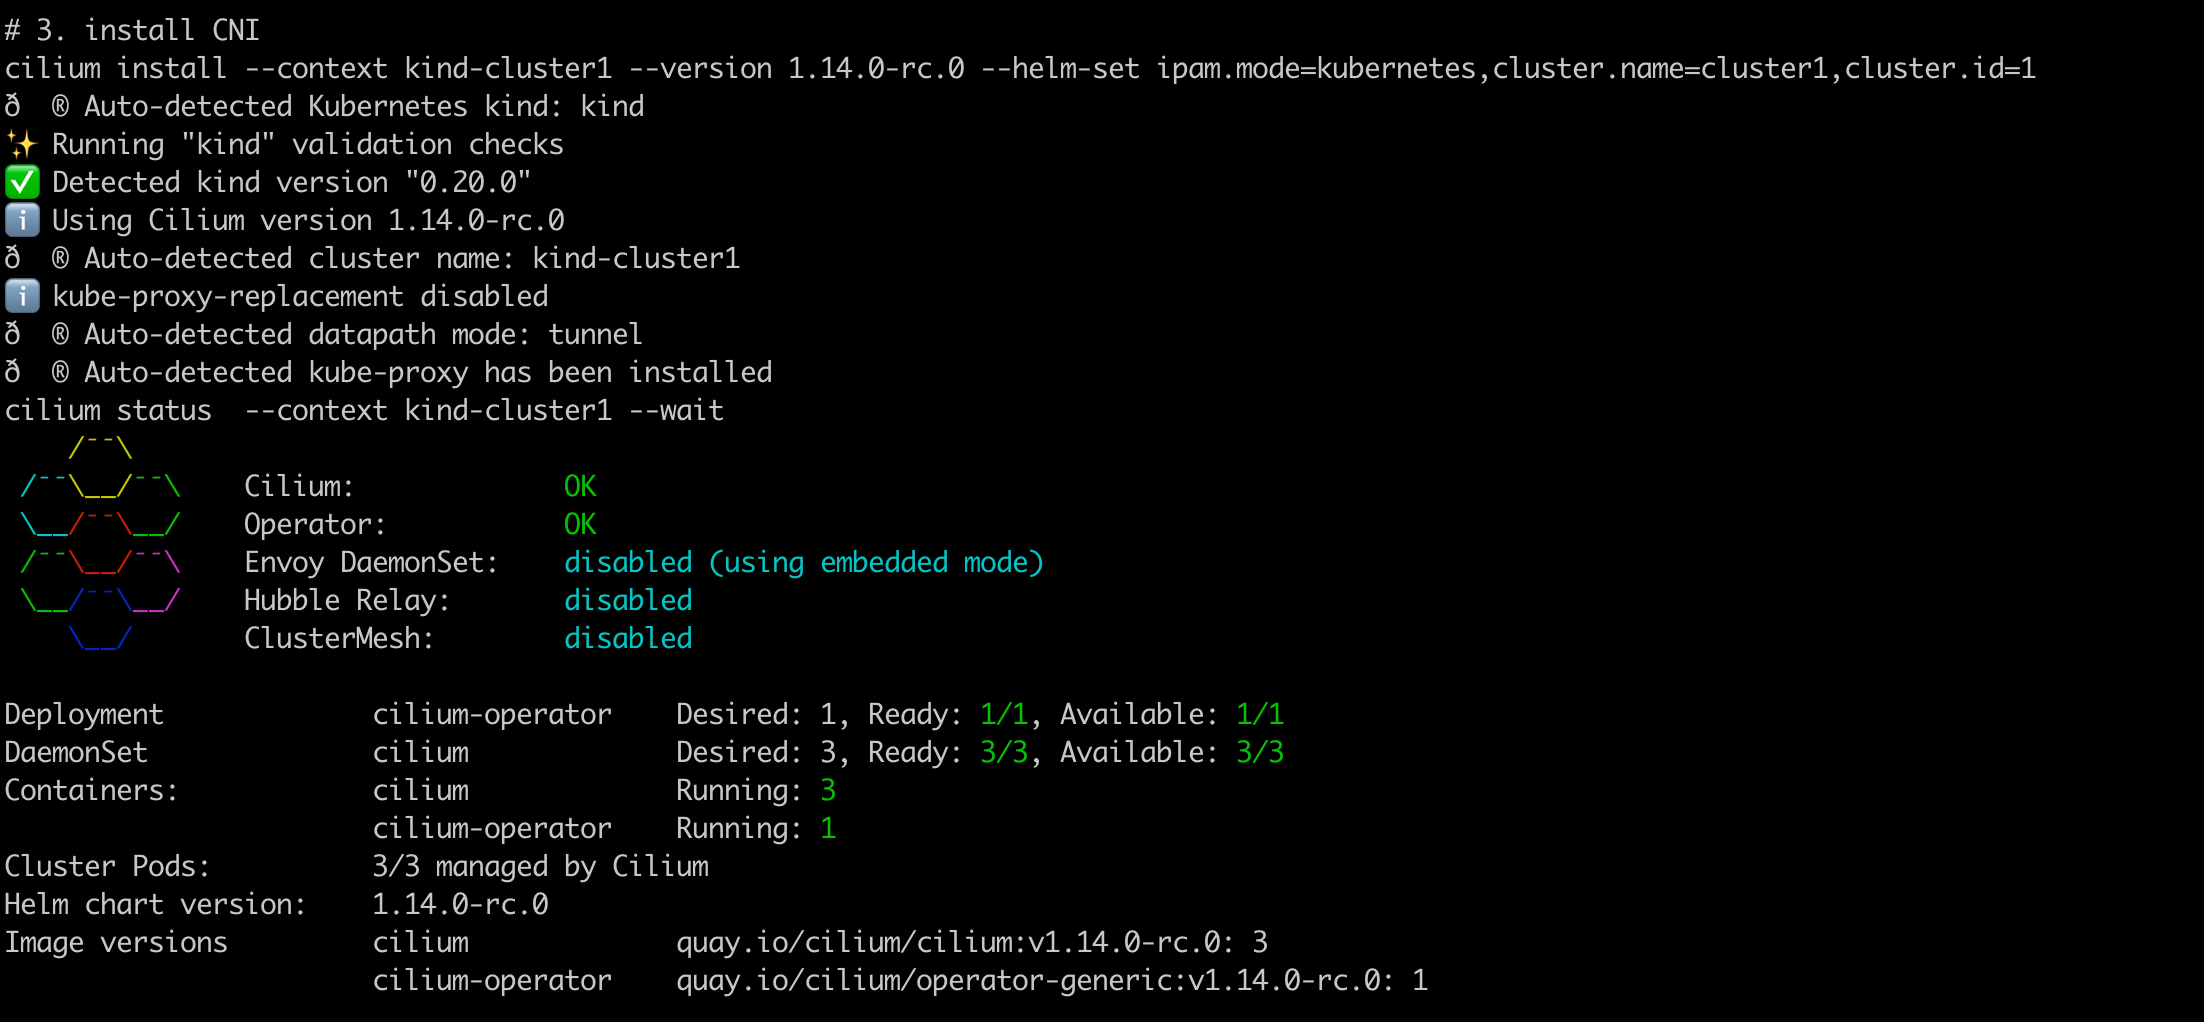 # 3. install CNI
cilium install --context kind-cluster1 --version 1.14.0-rc.0 --helm-set ipam.mode=kubernetes,cluster.name=cluster1,cluster.id=1
ð  ® Auto-detected Kubernetes kind: kind
✨ Running "kind" validation checks
✅ Detected kind version "0.20.0"
ℹ️ Using Cilium version 1.14.0-rc.0
ð  ® Auto-detected cluster name: kind-cluster1
ℹ️ kube-proxy-replacement disabled
ð  ® Auto-detected datapath mode: tunnel
ð  ® Auto-detected kube-proxy has been installed
cilium status  --context kind-cluster1 --wait
    /¯¯\
 /¯¯\__/¯¯\    Cilium:             OK
 \__/¯¯\__/    Operator:           OK
 /¯¯\__/¯¯\    Envoy DaemonSet:    disabled (using embedded mode)
 \__/¯¯\__/    Hubble Relay:       disabled
    \__/       ClusterMesh:        disabled

Deployment             cilium-operator    Desired: 1, Ready: 1/1, Available: 1/1
DaemonSet              cilium             Desired: 3, Ready: 3/3, Available: 3/3
Containers:            cilium             Running: 3
                       cilium-operator    Running: 1
Cluster Pods:          3/3 managed by Cilium
Helm chart version:    1.14.0-rc.0
Image versions         cilium             quay.io/cilium/cilium:v1.14.0-rc.0: 3
                       cilium-operator    quay.io/cilium/operator-generic:v1.14.0-rc.0: 1